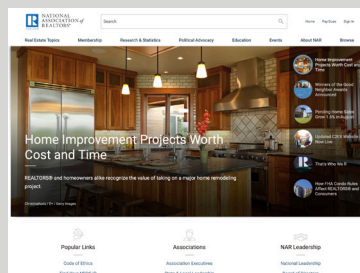 NATIONAL
ASSOCIATION of
REALTORS®
Search
Home Pay Dues Sign In
Real Estate Topics Membership Research & Statistics Political Advocacy Education Events About NAR Browse
Home Improvement
Projects Worth Cost and
Time
Winners of the Good
Neighbor Awards
Announced
Pending Home Sales
Grow 1.5% in August
Updated C2EX Website
Now Live
That's Who We R
How FHA Condo Rules
Affect REALTORS® and
Consumers
Home Improvement Projects Worth
Cost and Time
REALTORS® and homeowners alike recognize the value of taking on a major home remodeling
project.
Popular Links
Code of Ethics
Associations
Association Executives
NAR Leadership
National Leadership